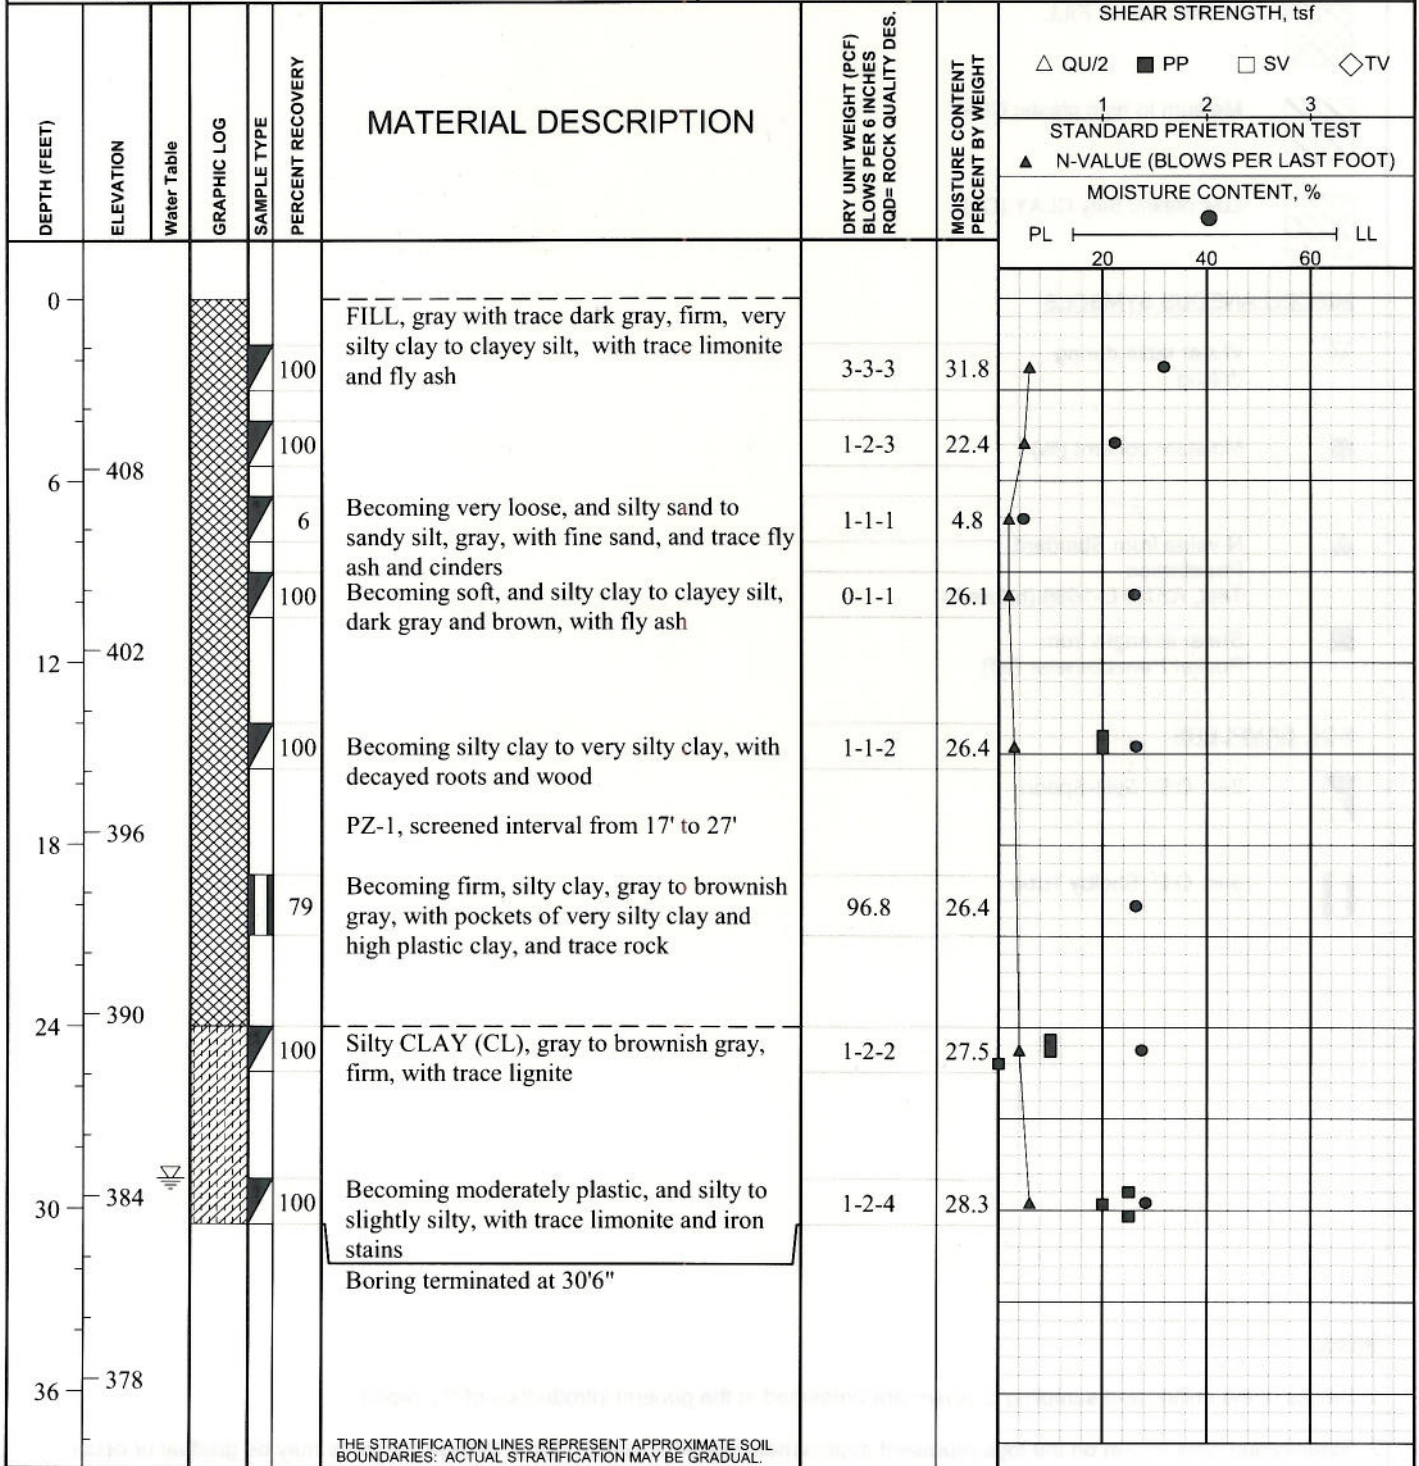 SHEAR STRENGTH, tsf
△ QU/2 ■ PP □ SV ◇ TV
1 2 3
STANDARD PENETRATION TEST
▲ N-VALUE (BLOWS PER LAST FOOT)
MOISTURE CONTENT, %
PL LL
20 40 60
DEPTH (FEET)
ELEVATION
Water Table
GRAPHIC LOG
SAMPLE TYPE
PERCENT RECOVERY
MATERIAL DESCRIPTION
DRY UNIT WEIGHT (PCF)
BLOWS PER 6 INCHES
RQD= ROCK QUALITY DES.
MOISTURE CONTENT
PERCENT BY WEIGHT
0
FILL, gray with trace dark gray, firm, very
silty clay to clayey silt, with trace limonite
and fly ash
100 3-3-3 31.8
100 1-2-3 22.4
408
6
Becoming very loose, and silty sand to
sandy silt, gray, with fine sand, and trace fly
ash and cinders
6 1-1-1 4.8
Becoming soft, and silty clay to clayey silt,
dark gray and brown, with fly ash
100 0-1-1 26.1
402
12
Becoming silty clay to very silty clay, with
decayed roots and wood
100 1-1-2 26.4
PZ-1, screened interval from 17' to 27'
396
18
Becoming firm, silty clay, gray to brownish
gray, with pockets of very silty clay and
high plastic clay, and trace rock
79 96.8 26.4
390
24
Silty CLAY (CL), gray to brownish gray,
firm, with trace lignite
100 1-2-2 27.5
Becoming moderately plastic, and silty to
slightly silty, with trace limonite and iron
stains
384
30
100 1-2-4 28.3
Boring terminated at 30'6"
378
36
THE STRATIFICATION LINES REPRESENT APPROXIMATE SOIL
BOUNDARIES: ACTUAL STRATIFICATION MAY BE GRADUAL.